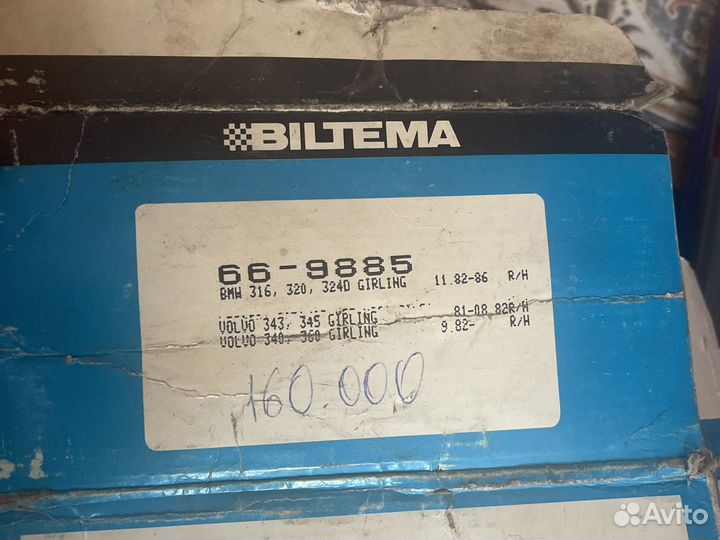 BILTEMA
66-9885
BMW 316, 320, 324D GIRLING 11.82-86 R/H
VOLVO 343, 345 GIRLING 81-08.82R/H
VOLVO 340, 360 GIRLING 9.82- R/H
160.000
Avito